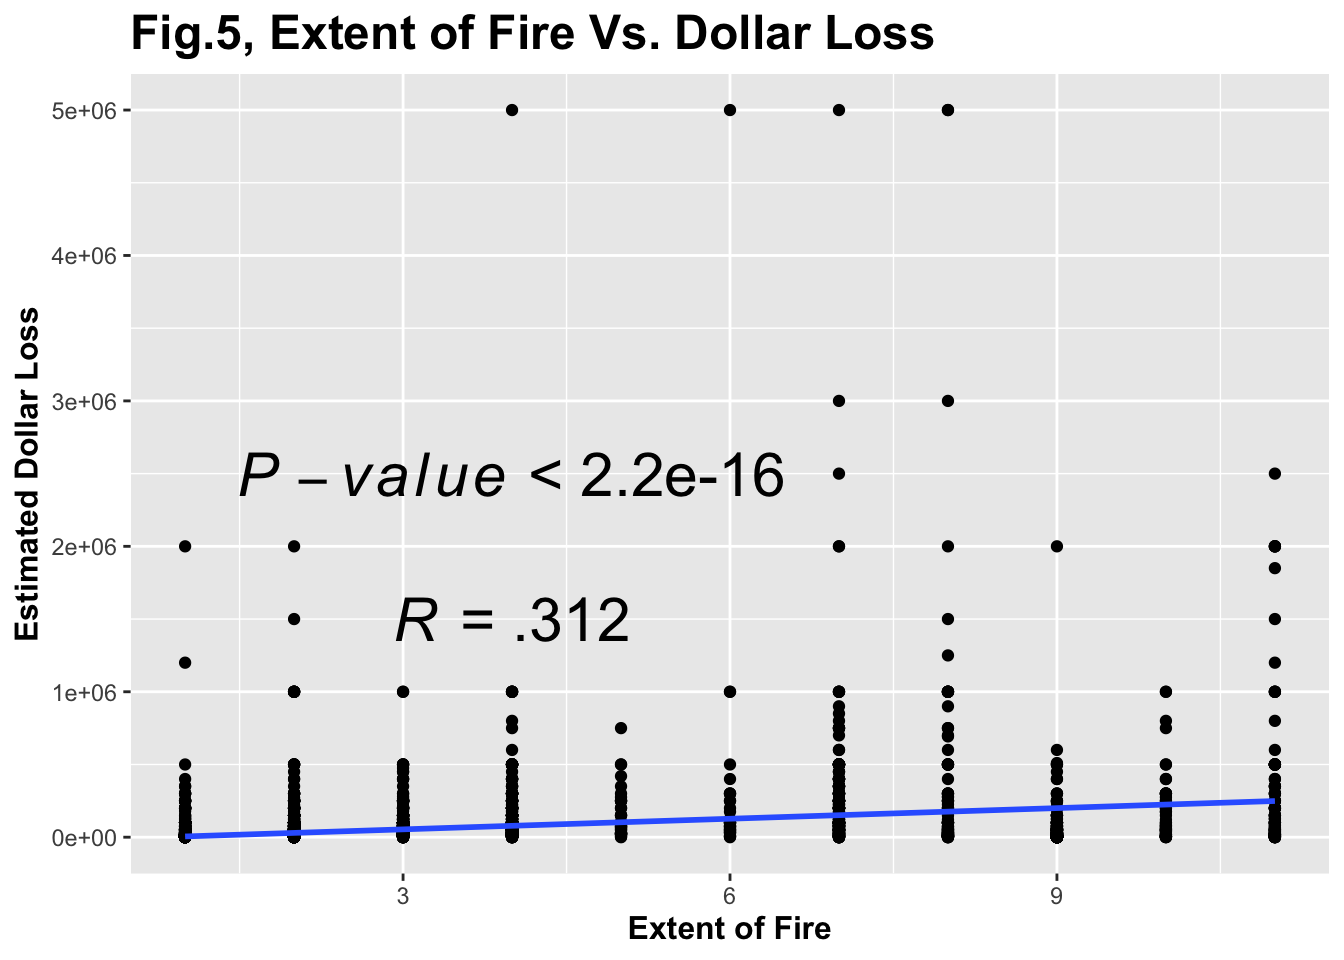 Fig.5, Extent of Fire Vs. Dollar Loss
5e+06
4e+06
3e+06
2e+06
1e+06
0e+00
Estimated Dollar Loss
P – value < 2.2e-16
R = .312
3
6
9
Extent of Fire